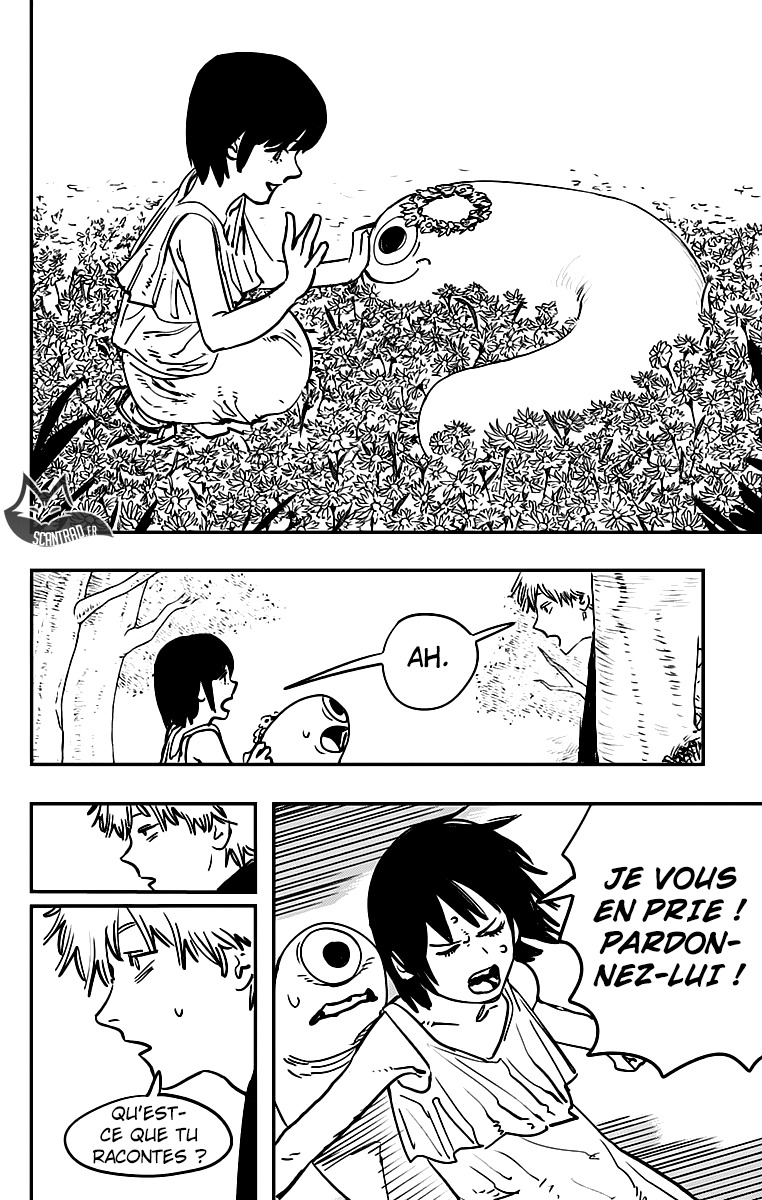 SCANTRAD.FR
AH.
JE VOUS
EN PRIE !
PARDON-
NEZ-LUI !
QU'EST-
CE QUE TU
RACONTES ?